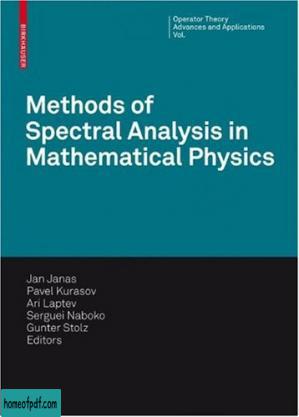 BIRKHAUSER
Operator Theory
Advances and Applications
Vol.
Methods of
Spectral Analysis in
Mathematical Physics
Jan Janas
Pavel Kurasov
Ari Laptev
Serguei Naboko
Gunter Stolz
Editors
homeofpdf.com